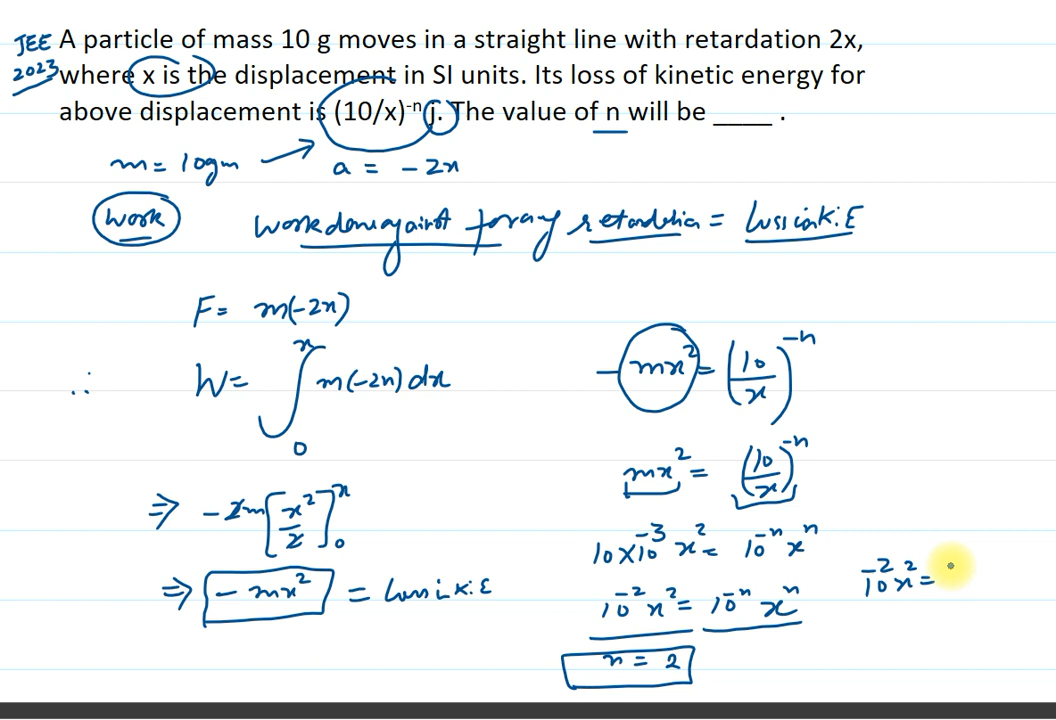 JEE 2023
A particle of mass 10 g moves in a straight line with retardation 2x,
where x is the displacement in SI units. Its loss of kinetic energy for
above displacement is (10/x)⁻ⁿ j. The value of n will be ____ .
m = 10gm → a = - 2x
Work
Work done against retardation = Loss in K.E
F = m(-2x)
∴ W = ∫₀ˣ m(-2x) dx
⇒ - 2m [x²/2]₀ˣ
⇒ - mx² = Loss in K.E
- mx² = (10/x)⁻ⁿ
mx² = (10/x)⁻ⁿ
10×10⁻³ x² = 10⁻ⁿ xⁿ
10⁻² x² = 10⁻ⁿ xⁿ
n = 2
10⁻² x² =